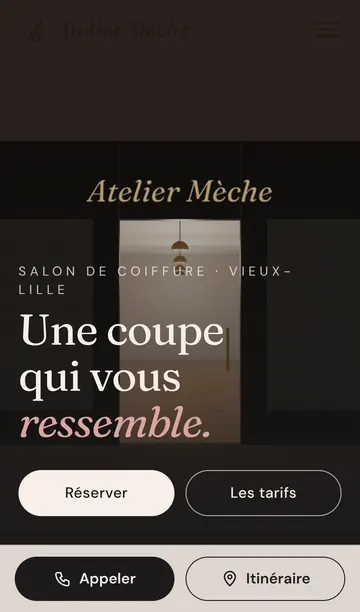 Atelier Mèche
Atelier Mèche
SALON DE COIFFURE · VIEUX-
LILLE
Une coupe
qui vous
ressemble.
Réserver
Les tarifs
Appeler
Itinéraire